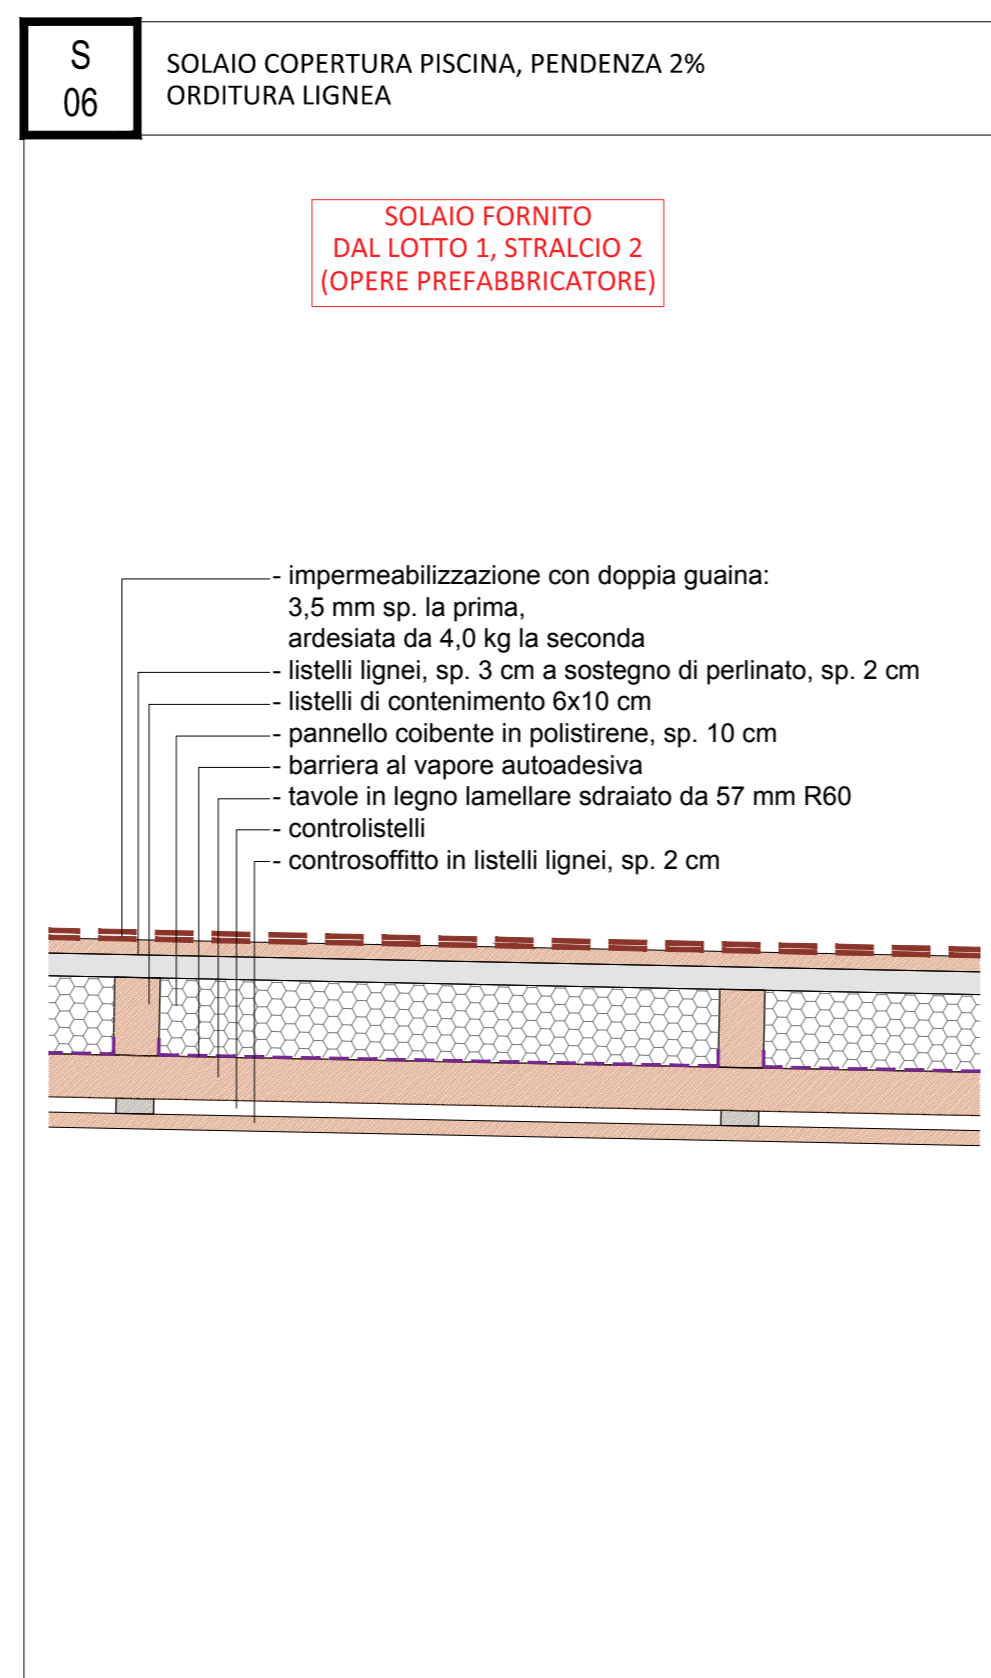 S
06
SOLAIO COPERTURA PISCINA, PENDENZA 2%
ORDITURA LIGNEA
SOLAIO FORNITO
DAL LOTTO 1, STRALCIO 2
(OPERE PREFABBRICATORE)
- impermeabilizzazione con doppia guaina:
3,5 mm sp. la prima,
ardesiata da 4,0 kg la seconda
- listelli lignei, sp. 3 cm a sostegno di perlinato, sp. 2 cm
- listelli di contenimento 6x10 cm
- pannello coibente in polistirene, sp. 10 cm
- barriera al vapore autoadesiva
- tavole in legno lamellare sdraiato da 57 mm R60
- controlistelli
- controsoffitto in listelli lignei, sp. 2 cm